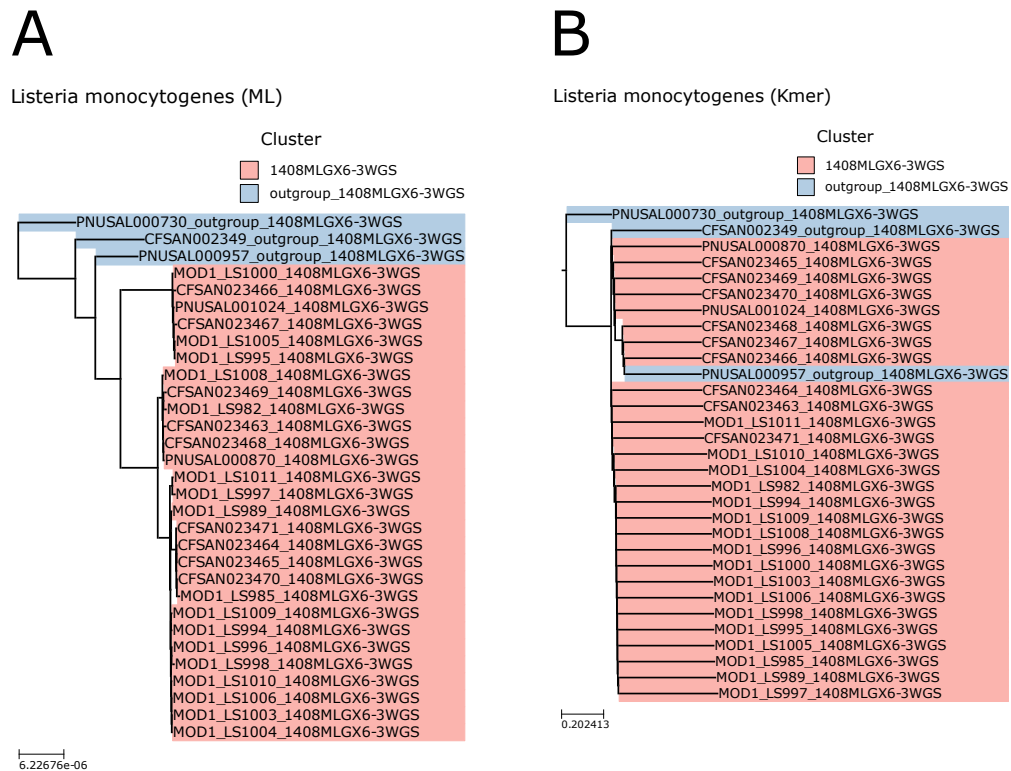 A
Listeria monocytogenes (ML)
Cluster
1408MLGX6-3WGS
outgroup_1408MLGX6-3WGS
PNUSAL000730_outgroup_1408MLGX6-3WGS
CFSAN002349_outgroup_1408MLGX6-3WGS
PNUSAL000957_outgroup_1408MLGX6-3WGS
MOD1_LS1000_1408MLGX6-3WGS
CFSAN023466_1408MLGX6-3WGS
PNUSAL001024_1408MLGX6-3WGS
CFSAN023467_1408MLGX6-3WGS
MOD1_LS1005_1408MLGX6-3WGS
MOD1_LS995_1408MLGX6-3WGS
MOD1_LS1008_1408MLGX6-3WGS
CFSAN023469_1408MLGX6-3WGS
MOD1_LS982_1408MLGX6-3WGS
CFSAN023463_1408MLGX6-3WGS
CFSAN023468_1408MLGX6-3WGS
PNUSAL000870_1408MLGX6-3WGS
MOD1_LS1011_1408MLGX6-3WGS
MOD1_LS997_1408MLGX6-3WGS
MOD1_LS989_1408MLGX6-3WGS
CFSAN023471_1408MLGX6-3WGS
CFSAN023464_1408MLGX6-3WGS
CFSAN023465_1408MLGX6-3WGS
CFSAN023470_1408MLGX6-3WGS
MOD1_LS985_1408MLGX6-3WGS
MOD1_LS1009_1408MLGX6-3WGS
MOD1_LS994_1408MLGX6-3WGS
MOD1_LS996_1408MLGX6-3WGS
MOD1_LS998_1408MLGX6-3WGS
MOD1_LS1010_1408MLGX6-3WGS
MOD1_LS1006_1408MLGX6-3WGS
MOD1_LS1003_1408MLGX6-3WGS
MOD1_LS1004_1408MLGX6-3WGS
6.22676e-06
B
Listeria monocytogenes (Kmer)
Cluster
1408MLGX6-3WGS
outgroup_1408MLGX6-3WGS
PNUSAL000730_outgroup_1408MLGX6-3WGS
CFSAN002349_outgroup_1408MLGX6-3WGS
PNUSAL000870_1408MLGX6-3WGS
CFSAN023465_1408MLGX6-3WGS
CFSAN023469_1408MLGX6-3WGS
CFSAN023470_1408MLGX6-3WGS
PNUSAL001024_1408MLGX6-3WGS
CFSAN023468_1408MLGX6-3WGS
CFSAN023467_1408MLGX6-3WGS
CFSAN023466_1408MLGX6-3WGS
PNUSAL000957_outgroup_1408MLGX6-3WGS
CFSAN023464_1408MLGX6-3WGS
CFSAN023463_1408MLGX6-3WGS
MOD1_LS1011_1408MLGX6-3WGS
CFSAN023471_1408MLGX6-3WGS
MOD1_LS1010_1408MLGX6-3WGS
MOD1_LS1004_1408MLGX6-3WGS
MOD1_LS982_1408MLGX6-3WGS
MOD1_LS994_1408MLGX6-3WGS
MOD1_LS1009_1408MLGX6-3WGS
MOD1_LS1008_1408MLGX6-3WGS
MOD1_LS996_1408MLGX6-3WGS
MOD1_LS1000_1408MLGX6-3WGS
MOD1_LS1003_1408MLGX6-3WGS
MOD1_LS1006_1408MLGX6-3WGS
MOD1_LS998_1408MLGX6-3WGS
MOD1_LS995_1408MLGX6-3WGS
MOD1_LS1005_1408MLGX6-3WGS
MOD1_LS985_1408MLGX6-3WGS
MOD1_LS989_1408MLGX6-3WGS
MOD1_LS997_1408MLGX6-3WGS
0.202413